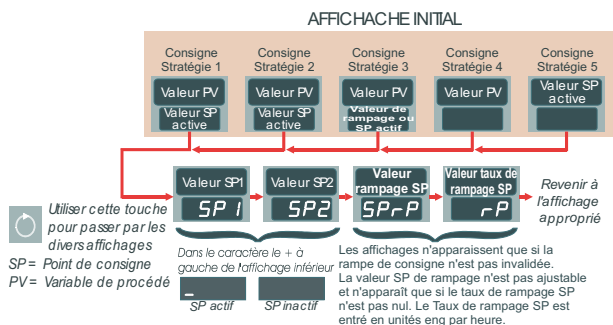 AFFICHACHE INITIAL
Consigne Stratégie 1
Consigne Stratégie 2
Consigne Stratégie 3
Consigne Stratégie 4
Consigne Stratégie 5
Valeur PV
Valeur PV
Valeur PV
Valeur PV
Valeur SP active
Valeur SP active
Valeur SP active
Valeur de rampage ou SP actif
Valeur SP1
Valeur SP2
Valeur rampage SP
Valeur taux de rampage SP
SP1
SP2
SPrP
rP
Revenir à
l'affichage
approprié
Utiliser cette touche
pour passer par les
divers affichages
SP = Point de consigne
PV = Variable de procédé
Dans le caractère le + à
gauche de l'affichage inférieur
SP actif
SP inactif
Les affichages n'apparaissent que si la
rampe de consigne n'est pas invalidée.
La valeur SP de Rampage n'est pas ajustable
et n'apparaît que si le taux de rampage SP
n'est pas nul. Le Taux de rampage SP est
entré en unités eng par heure.